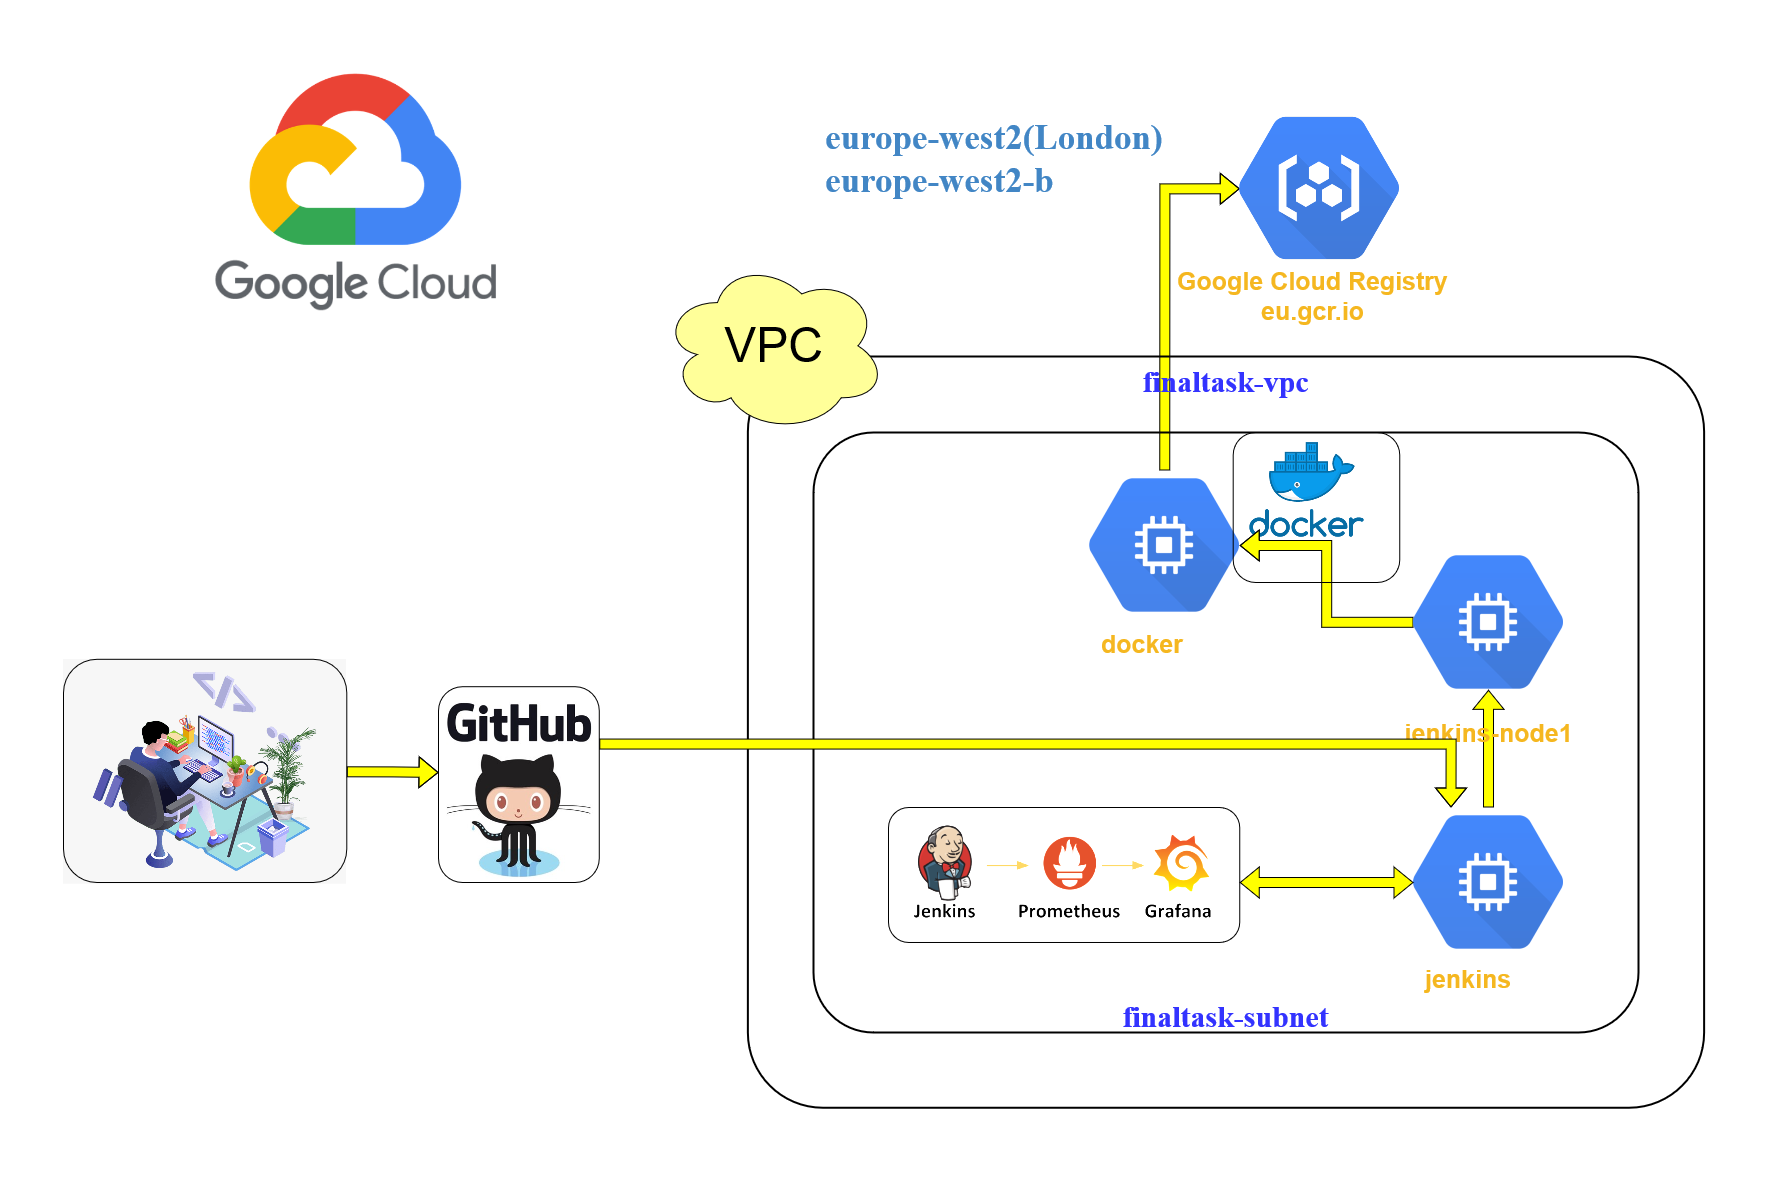 Google Cloud
europe-west2(London)
europe-west2-b
Google Cloud Registry
eu.gcr.io
VPC
finaltask-vpc
docker
docker
jenkins-node1
</>
//
GitHub
Jenkins
Prometheus
Grafana
jenkins
finaltask-subnet